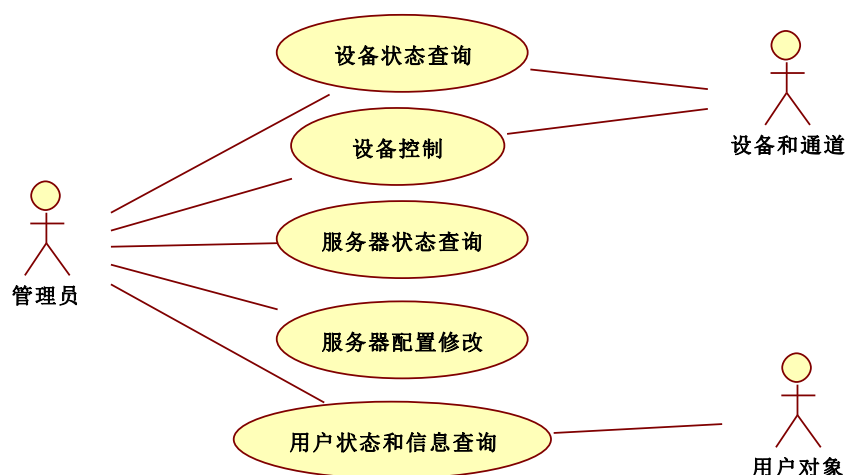 设备状态查询
设备控制
设备和通道
服务器状态查询
管理员
服务器配置修改
用户状态和信息查询
用户对象